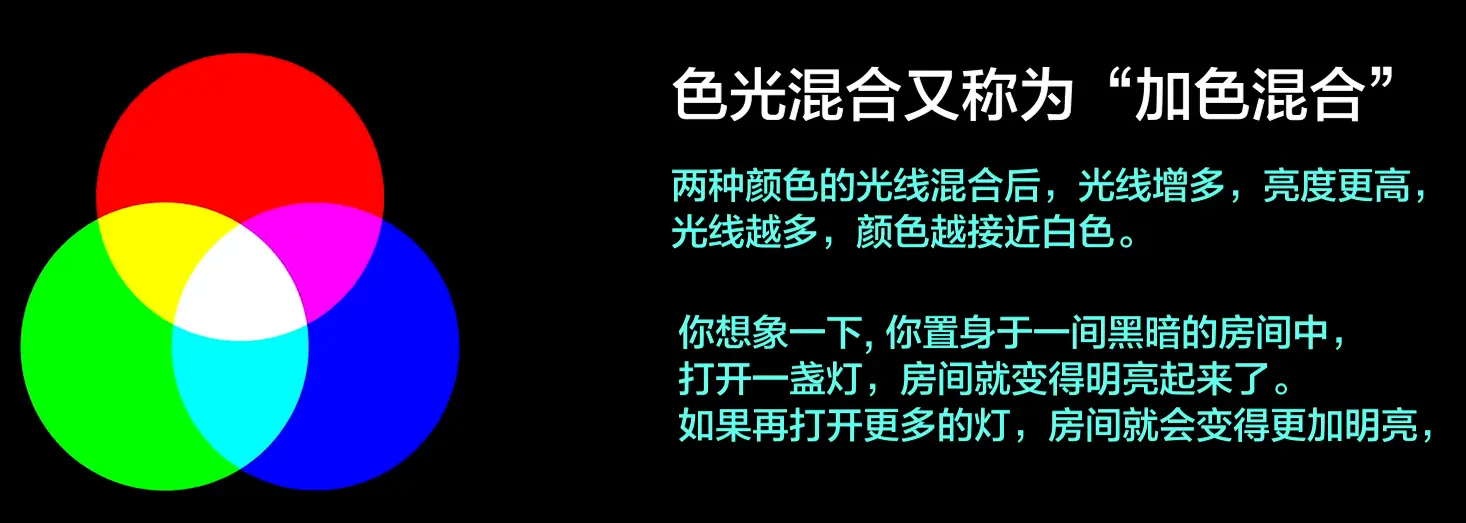 色光混合又称为“加色混合”
两种颜色的光线混合后，光线增多，亮度更高，
光线越多，颜色越接近白色。
你想象一下, 你置身于一间黑暗的房间中，
打开一盏灯，房间就变得明亮起来了。
如果再打开更多的灯，房间就会变得更加明亮，